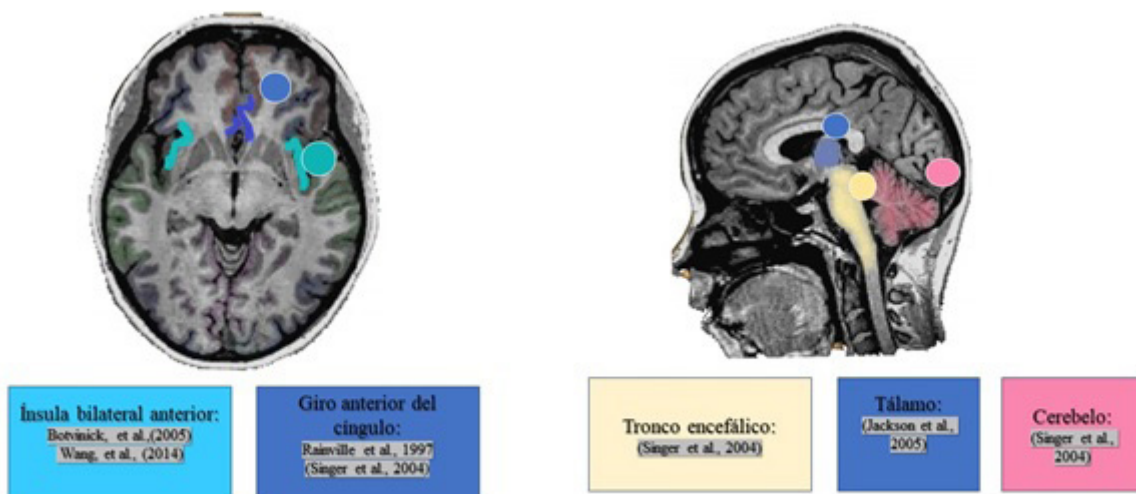 Ínsula bilateral anterior:
Botvinick, et al.,(2005)
Wang, et al., (2014)
Giro anterior del
cíngulo:
Rainville et al., 1997
(Singer et al., 2004)
Tronco encefálico:
(Singer et al., 2004)
Tálamo:
(Jackson et al.,
2005)
Cerebelo:
(Singer et al.,
2004)